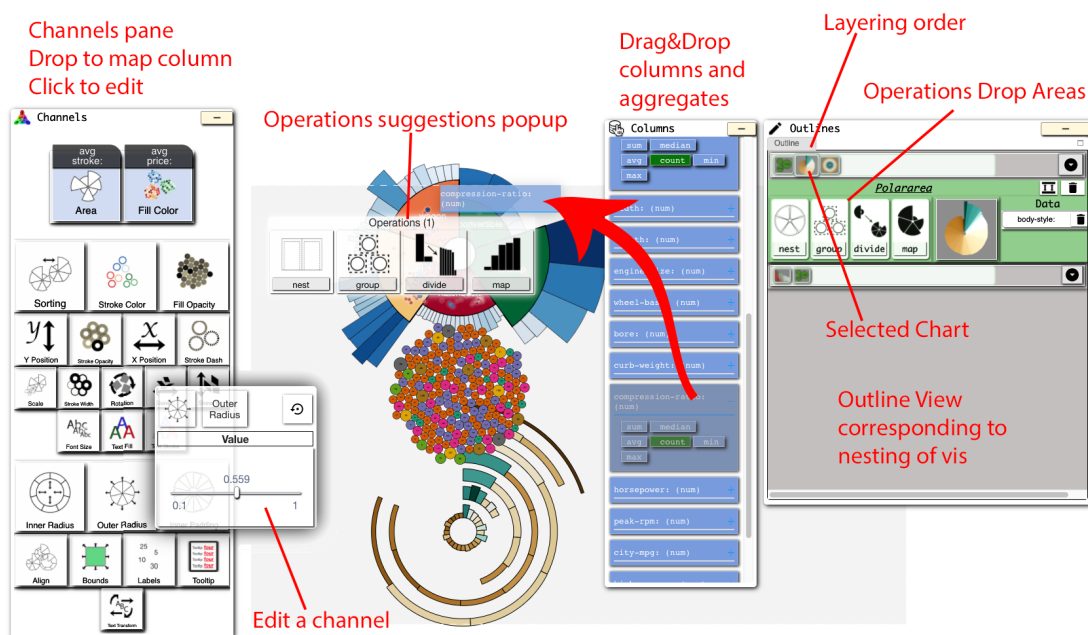 Channels pane
Drop to map column
Click to edit
Operations suggestions popup
Drag&Drop
columns and
aggregates
Layering order
Operations Drop Areas
Selected Chart
Outline View
corresponding to
nesting of vis
Edit a channel
Channels
avg
stroke:
Area
avg
price:
Fill Color
Sorting
Stroke Color
Fill Opacity
Y Position
Stroke Opacity
X Position
Stroke Dash
Scale
Stroke Width
Rotation
Font Size
Text Fill
Inner Radius
Outer Radius
Inner Padding
Align
Bounds
Labels
Tooltip
Text Transform
Outer
Radius
Value
0.559
0.1
1
compression-ratio:
(num)
Operations (1)
nest
group
divide
map
Columns
sum
median
avg
count
min
max
(num)
(num)
wheel-base: (num)
bore: (num)
curb-weight: (num)
compression-ratio:
(num)
sum
median
avg
count
min
max
horsepower: (num)
peak-rpm: (num)
city-mpg: (num)
Outlines
Outline
Polararea
nest
group
divide
map
Data
body-style: